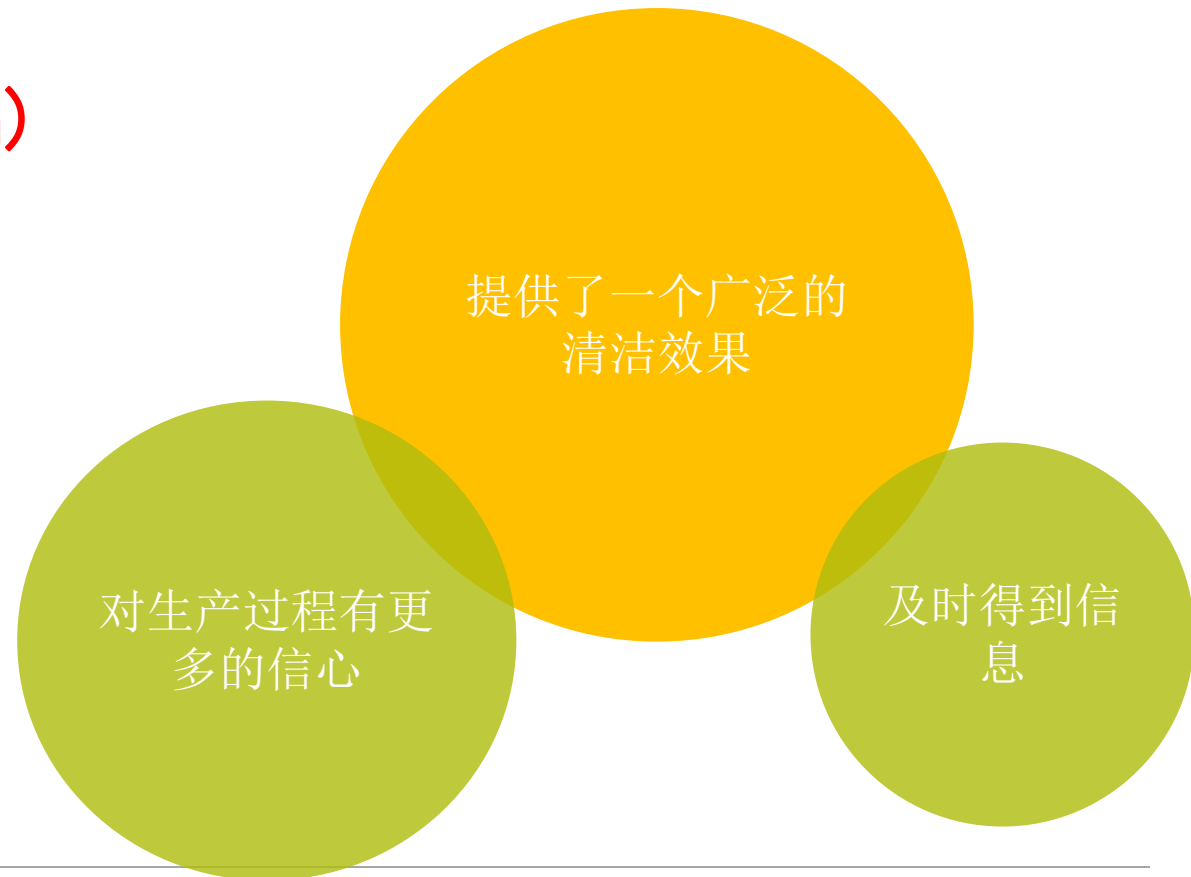 ）
提供了一个广泛的
清洁效果
对生产过程有更
多的信心
及时得到信
息